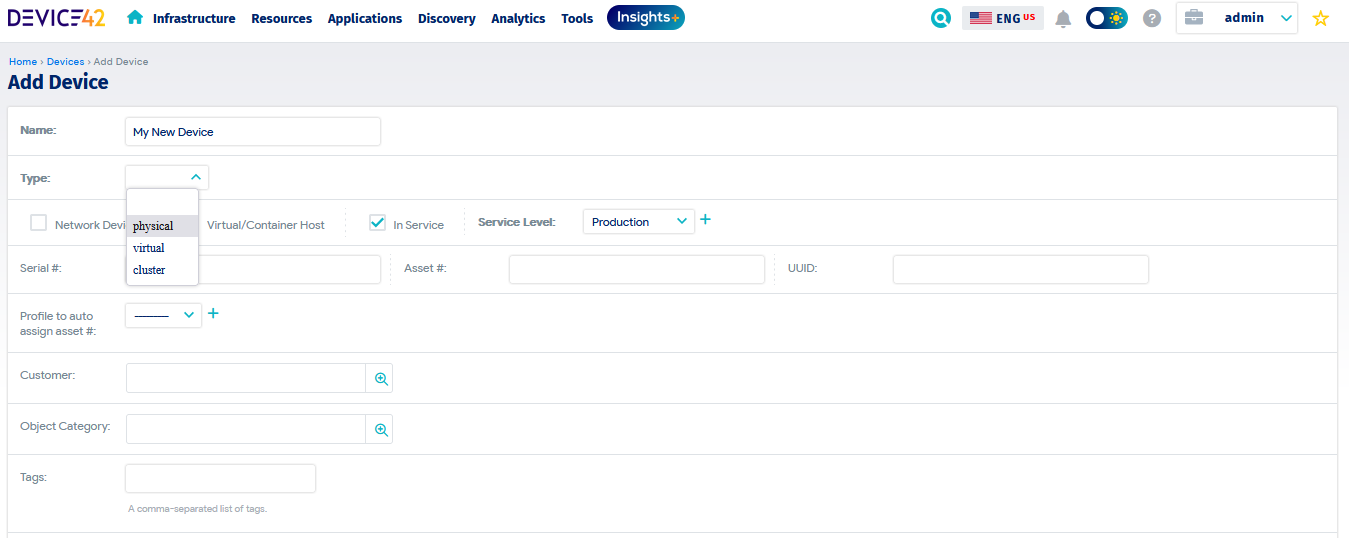 DEVICE42 Infrastructure Resources Applications Discovery Analytics Tools Insights+ ENG US ? admin
Home › Devices › Add Device
Add Device
Name: My New Device
Type:
physical
virtual
cluster
Network Devi Virtual/Container Host In Service Service Level: Production +
Serial #: Asset #: UUID:
Profile to auto
assign asset #: ——— +
Customer:
Object Category:
Tags:
A comma-separated list of tags.